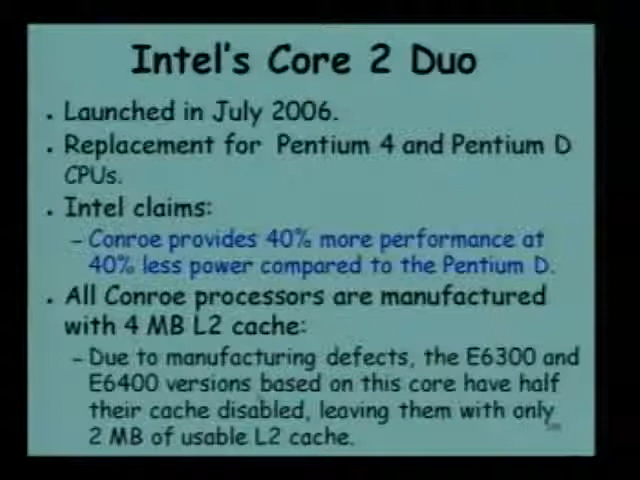 Intel's Core 2 Duo
• Launched in July 2006.
• Replacement for Pentium 4 and Pentium D
CPUs.
• Intel claims:
– Conroe provides 40% more performance at
40% less power compared to the Pentium D.
• All Conroe processors are manufactured
with 4 MB L2 cache:
– Due to manufacturing defects, the E6300 and
E6400 versions based on this core have half
their cache disabled, leaving them with only
2 MB of usable L2 cache.